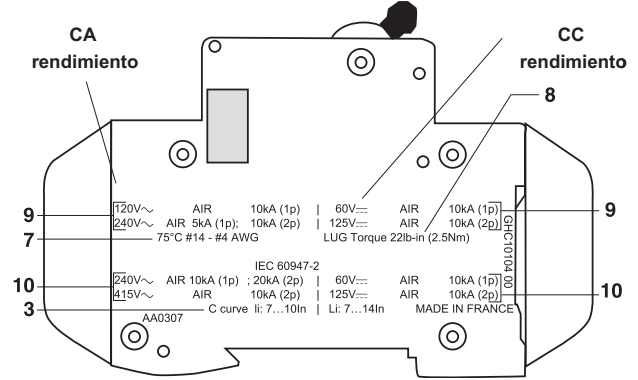 CA
rendimiento
CC
rendimiento
8
120V∼ AIR 10kA (1p) | 60V⎓ AIR 10kA (1p)
9
9
240V∼ AIR 5kA (1p); 10kA (2p) | 125V⎓ AIR 10kA (2p)
7
75°C #14 - #4 AWG LUG Torque 22lb-in (2.5Nm)
GHC10104 00
IEC 60947-2
240V∼ AIR 10kA (1p) ; 20kA (2p) | 60V⎓ AIR 10kA (1p)
10
10
415V∼ AIR 10kA (2p) | 125V⎓ AIR 10kA (2p)
3
C curve li: 7...10In | Li: 7...14In MADE IN FRANCE
AA0307